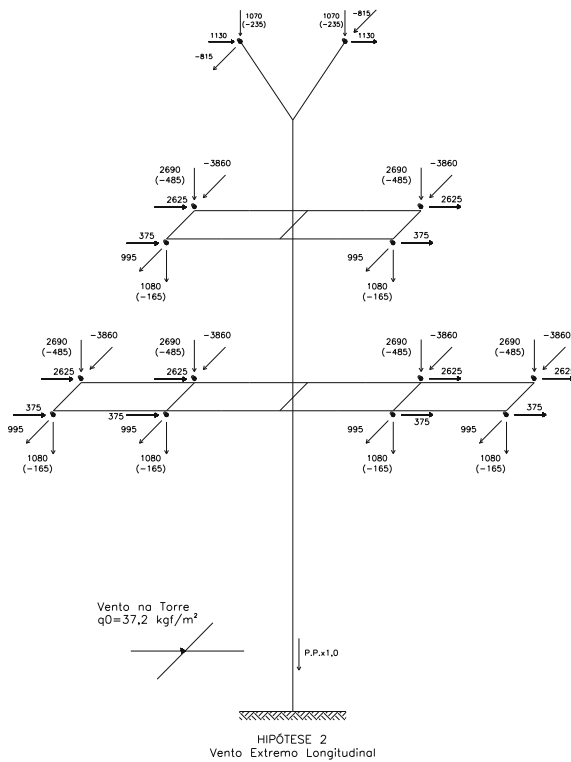 1070 1070 -815
(-235) (-235)
1130 1130
-815
2690 -3860 2690 -3860
(-485) (-485)
2625 2625
375 375
995 995
1080 1080
(-165) (-165)
2690 -3860 2690 -3860 2690 -3860 2690 -3860
(-485) (-485) (-485) (-485)
2625 2625 2625 2625
375 375 375 375
995 995 995 995
1080 1080 1080 1080
(-165) (-165) (-165) (-165)
Vento na Torre
q0=37,2 kgf/m²
P.P.x1,0
HIPÓTESE 2
Vento Extremo Longitudinal